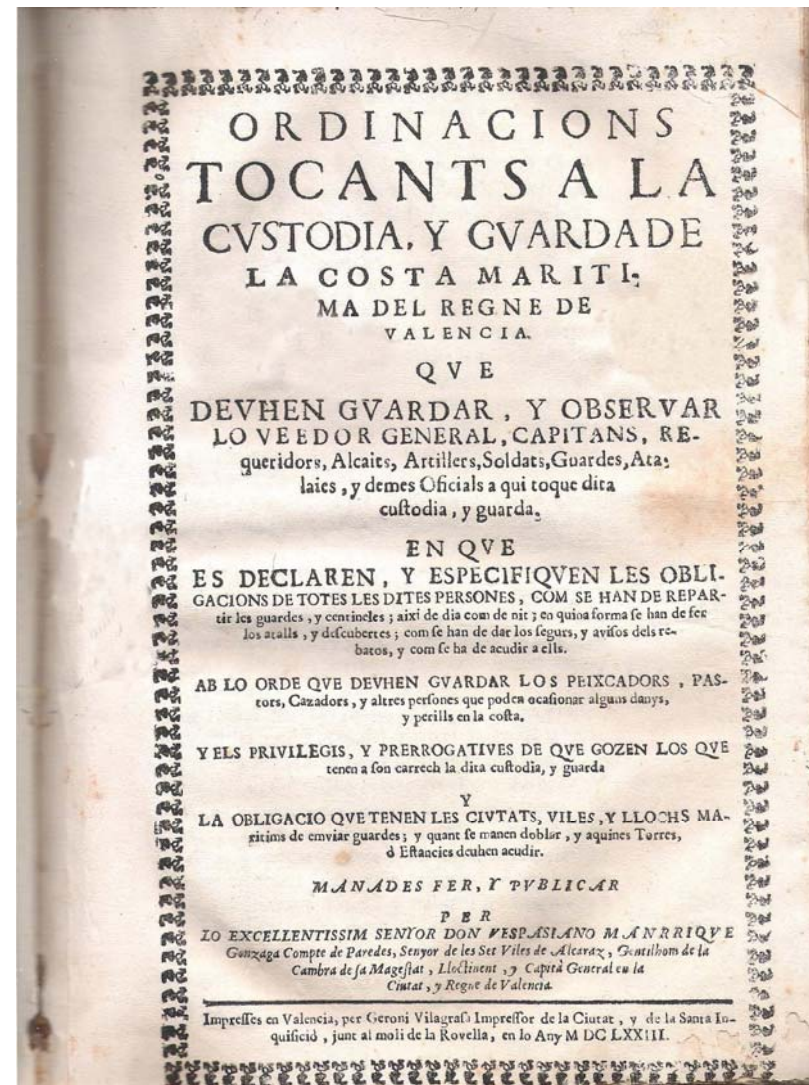 ORDINACIONS
TOCANTS A LA
CVSTODIA, Y GVARDA DE
LA COSTA MARITI-
MA DEL REGNE DE
VALENCIA.
QVE
DEVHEN GVARDAR, Y OBSERVAR
LO VEEDOR GENERAL, CAPITANS, RE-
queridors, Alcaits, Artillers, Soldats, Guardes, Ata-
laies, y demes Oficials a qui toque dita
cuſtodia, y guarda.
EN QVE
ES DECLAREN, Y ESPECIFIQVEN LES OBLI-
GACIONS DE TOTES LES DITES PERSONES, COM SE HAN DE REPAR-
tir les guardes, y centineles; aixi de dia com de nit; en quina forma ſe han de fer
los atalls, y deſcubertes; com ſe han de dar los ſegurs, y aviſos dels re-
batos, y com ſe ha de acudir a ells.
AB LO ORDE QVE DEVHEN GVARDAR LOS PEIXCADORS, PAS-
tors, Cazadors, y altres perſones que poden ocaſionar alguns danys,
y perills en la coſta.
Y ELS PRIVILEGIS, Y PRERROGATIVES DE QVE GOZEN LOS QVE
tenen a ſon carrech la dita cuſtodia, y guarda
Y
LA OBLIGACIO QVE TENEN LES CIVTATS, VILES, Y LLOCHS MA-
ritims de emviar guardes; y quant ſe manen doblar, y aquines Torres,
ò Eſtancies deuhen acudir.
MANADES FER, Y PVBLICAR
PER
LO EXCELLENTISSIM SENYOR DON VESPASIANO MANRRIQVE
Gonzaga Compte de Paredes, Senyor de les Set Viles de Alcaraz, Gentilhom de la
Cambra de ſa Mageſtat, Lloctinent, y Capità General en la
Ciutat, y Regne de Valencia.
Impreſſes en Valencia, per Geroni Vilagraſa Impreſſor de la Ciutat, y de la Santa In-
quiſició, junt al moli de la Rovella, en lo Any M DC LXXIII.